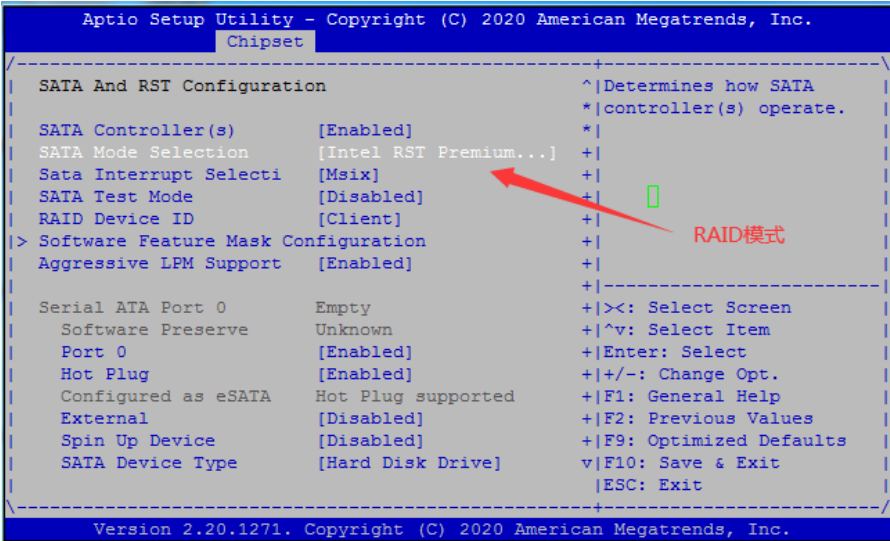 Aptio Setup Utility - Copyright (C) 2020 American Megatrends, Inc.
Chipset
/-----------------------------------------------------+--------------------------\
| SATA And RST Configuration ^|Determines how SATA |
| *|controller(s) operate. |
| SATA Controller(s) [Enabled] *| |
| SATA Mode Selection [Intel RST Premium...] +| |
| Sata Interrupt Selecti [Msix] +| |
| SATA Test Mode [Disabled] +| |
| RAID Device ID [Client] +| RAID模式 |
|> Software Feature Mask Configuration +| |
| Aggressive LPM Support [Enabled] +| |
| +|--------------------------|
| Serial ATA Port 0 Empty +|><: Select Screen |
| Software Preserve Unknown +|^v: Select Item |
| Port 0 [Enabled] +|Enter: Select |
| Hot Plug [Enabled] +|+/-: Change Opt. |
| Configured as eSATA Hot Plug supported +|F1: General Help |
| External [Disabled] +|F2: Previous Values |
| Spin Up Device [Disabled] +|F9: Optimized Defaults |
| SATA Device Type [Hard Disk Drive] v|F10: Save & Exit |
| |ESC: Exit |
\-----------------------------------------------------+--------------------------/
Version 2.20.1271. Copyright (C) 2020 American Megatrends, Inc.